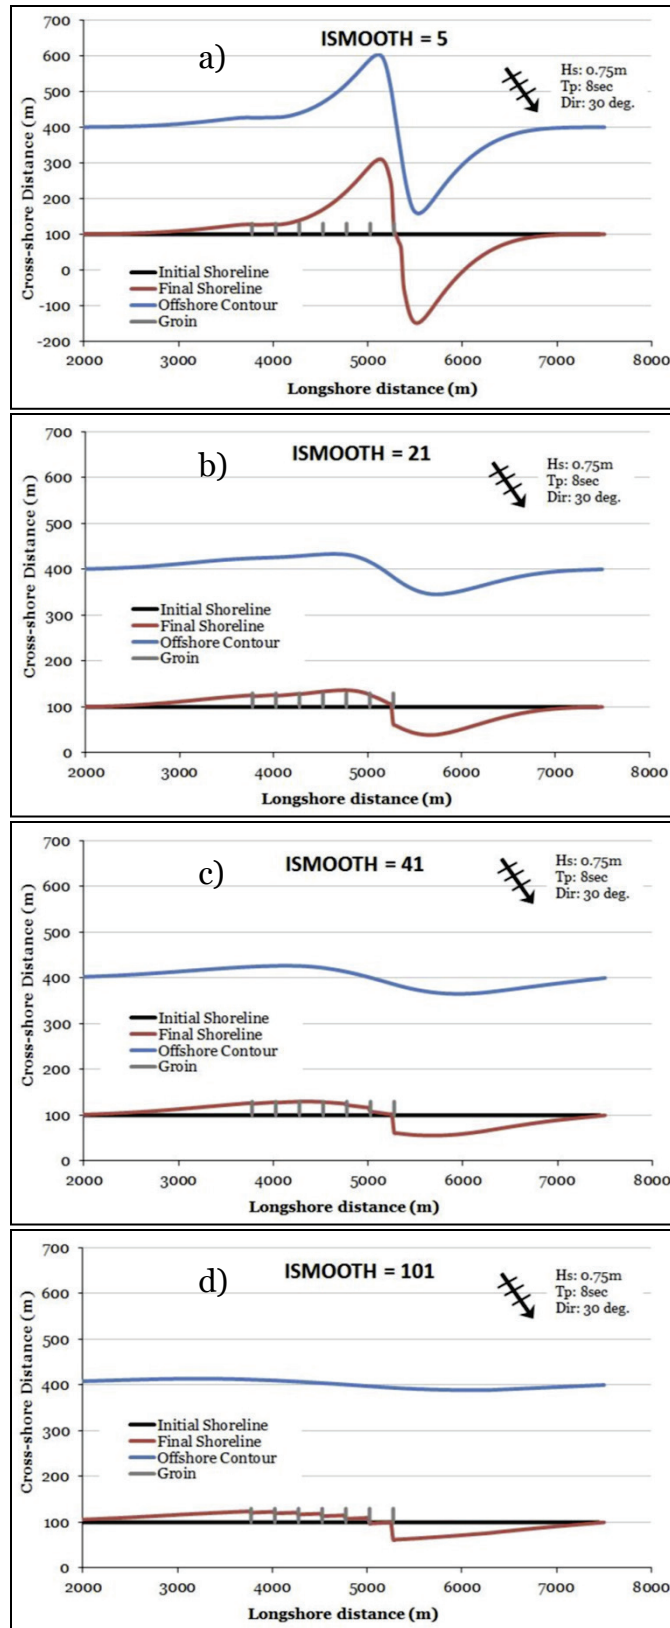 a)
ISMOOTH = 5
Hs: 0.75m
Tp: 8sec
Dir: 30 deg.
700
600
500
400
300
200
100
0
-100
-200
Cross-shore Distance (m)
Initial Shoreline
Final Shoreline
Offshore Contour
Groin
2000 3000 4000 5000 6000 7000 8000
Longshore distance (m)
b)
ISMOOTH = 21
Hs: 0.75m
Tp: 8sec
Dir: 30 deg.
700
600
500
400
300
200
100
0
Cross-shore Distance (m)
Initial Shoreline
Final Shoreline
Offshore Contour
Groin
2000 3000 4000 5000 6000 7000 8000
Longshore distance (m)
c)
ISMOOTH = 41
Hs: 0.75m
Tp: 8sec
Dir: 30 deg.
700
600
500
400
300
200
100
0
Cross-shore Distance (m)
Initial Shoreline
Final Shoreline
Offshore Contour
Groin
2000 3000 4000 5000 6000 7000 8000
Longshore distance (m)
d)
ISMOOTH = 101
Hs: 0.75m
Tp: 8sec
Dir: 30 deg.
700
600
500
400
300
200
100
0
Cross-shore Distance (m)
Initial Shoreline
Final Shoreline
Offshore Contour
Groin
2000 3000 4000 5000 6000 7000 8000
Longshore distance (m)